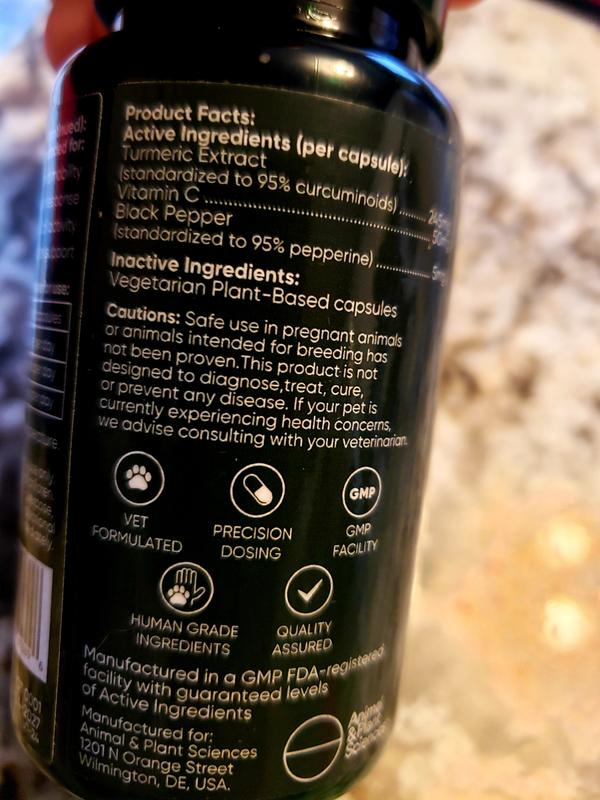 Product Facts:
Active Ingredients (per capsule):
Turmeric Extract
(standardized to 95% curcuminoids)
Vitamin C
Black Pepper
(standardized to 95% pepperine) 5mg
Inactive Ingredients:
Vegetarian Plant-Based capsules
Cautions: Safe use in pregnant animals
or animals intended for breeding has
not been proven.This product is not
designed to diagnose,treat, cure,
or prevent any disease. If your pet is
currently experiencing health concerns,
we advise consulting with your veterinarian.
VET
FORMULATED
PRECISION
DOSING
GMP
GMP
FACILITY
HUMAN GRADE
INGREDIENTS
QUALITY
ASSURED
Manufactured in a GMP FDA-registered
facility with guaranteed levels
of Active Ingredients
Manufactured for:
Animal & Plant Sciences
1201 N Orange Street
Wilmington, DE, USA.
Animal
& Plant
Sciences